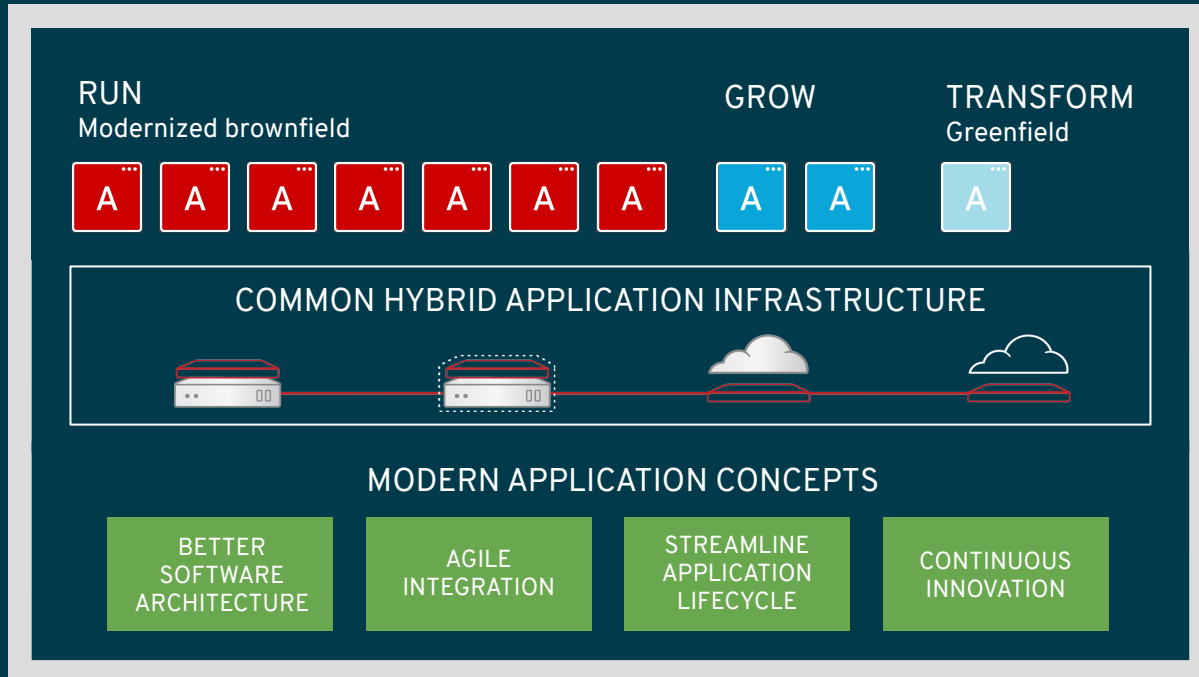 RUN
Modernized brownfield
GROW
TRANSFORM
Greenfield
A A A A A A A A A A
COMMON HYBRID APPLICATION INFRASTRUCTURE
MODERN APPLICATION CONCEPTS
BETTER
SOFTWARE
ARCHITECTURE
AGILE
INTEGRATION
STREAMLINE
APPLICATION
LIFECYCLE
CONTINUOUS
INNOVATION